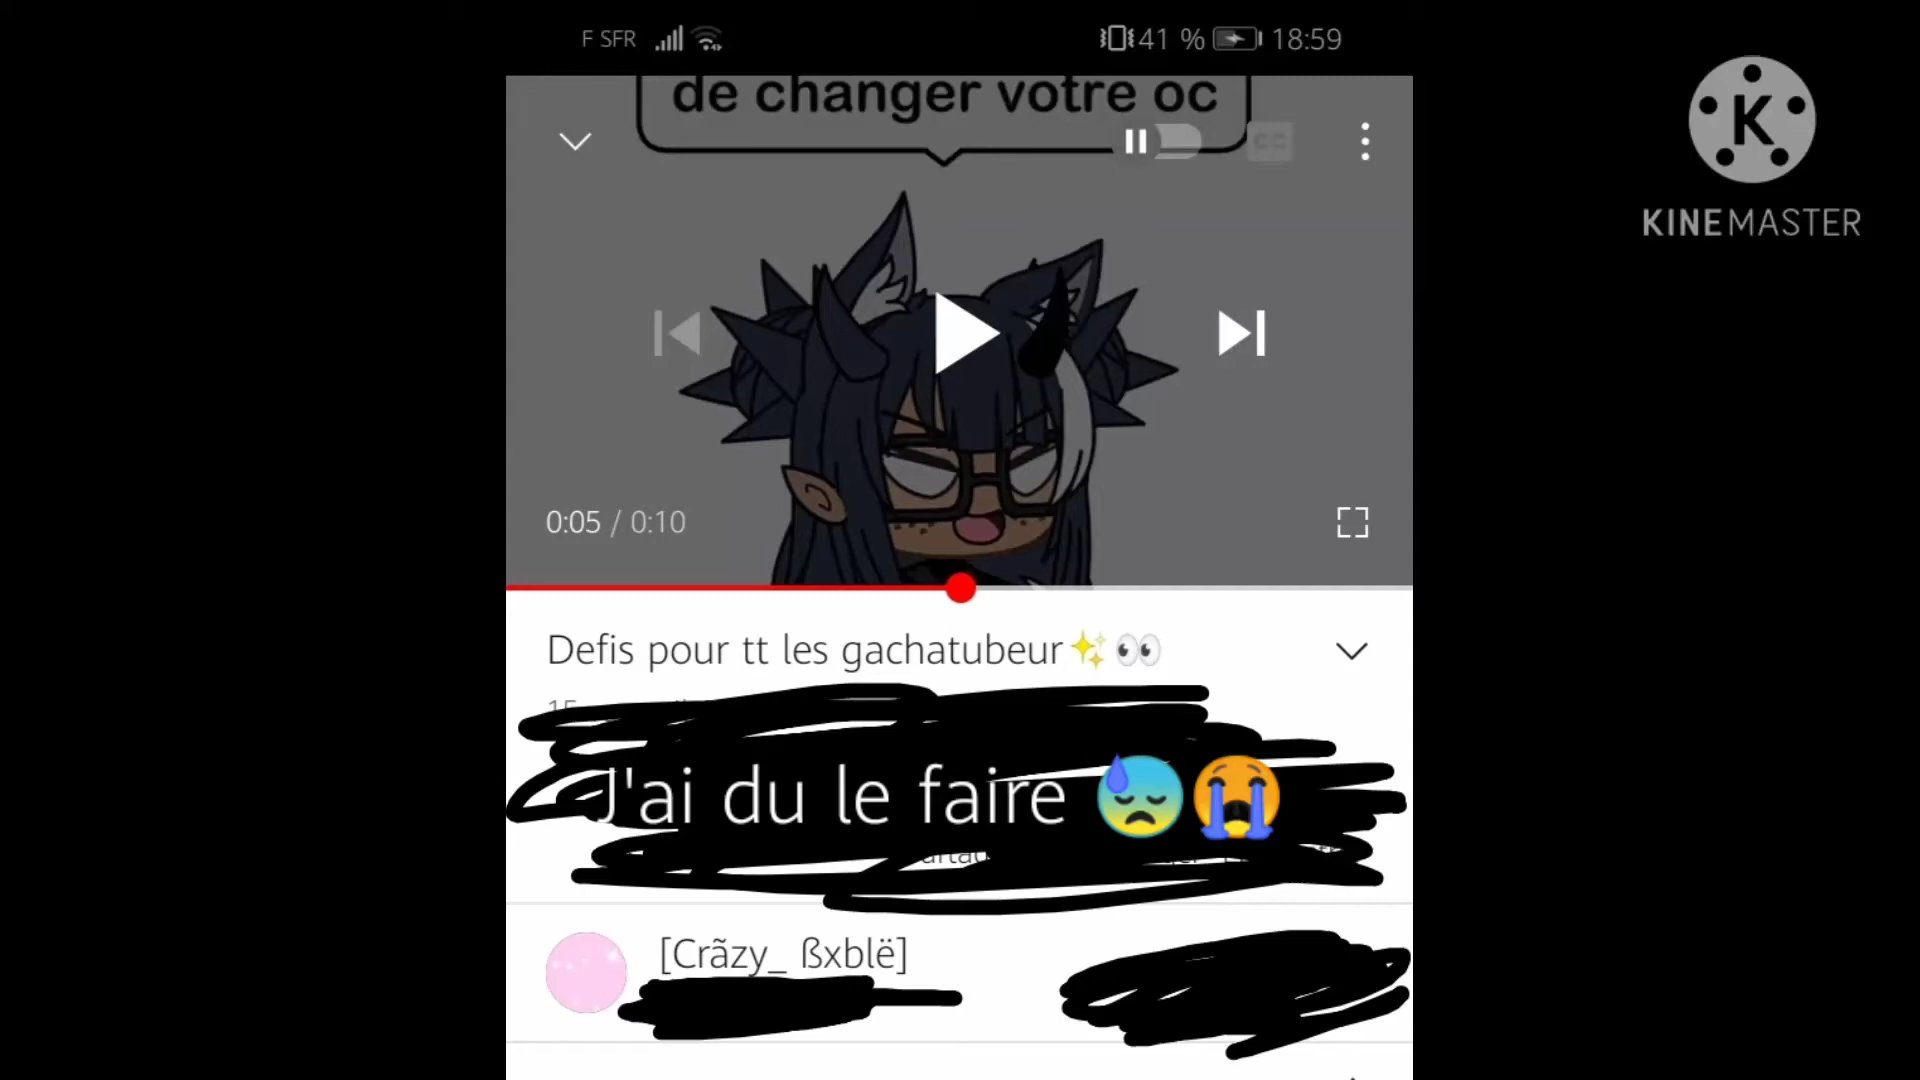 F SFR 41 % 18:59
de changer votre oc
CC
K
KINEMASTER
0:05 / 0:10
Defis pour tt les gachatubeur✨👀
J'ai du le faire 😓😭
[Crãzy_ ßxblë]